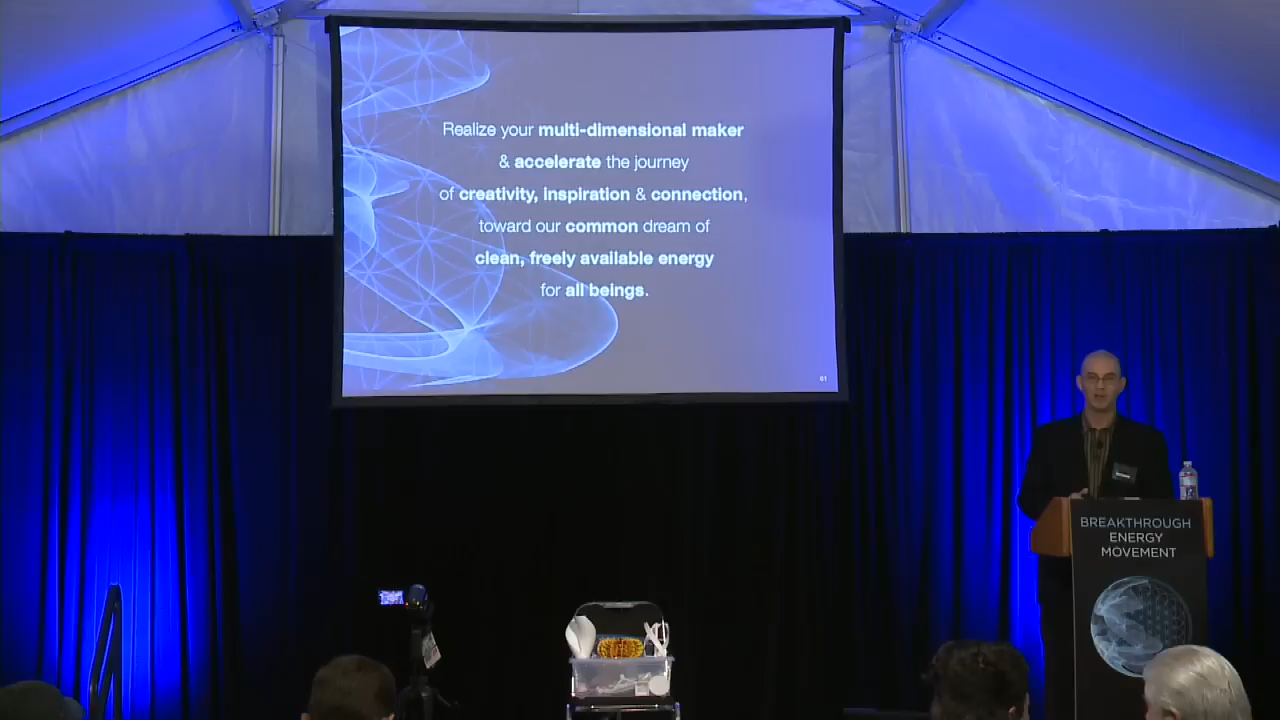 Realize your multi-dimensional maker
& accelerate the journey
of creativity, inspiration & connection,
toward our common dream of
clean, freely available energy
for all beings.
61
BREAKTHROUGH
ENERGY
MOVEMENT